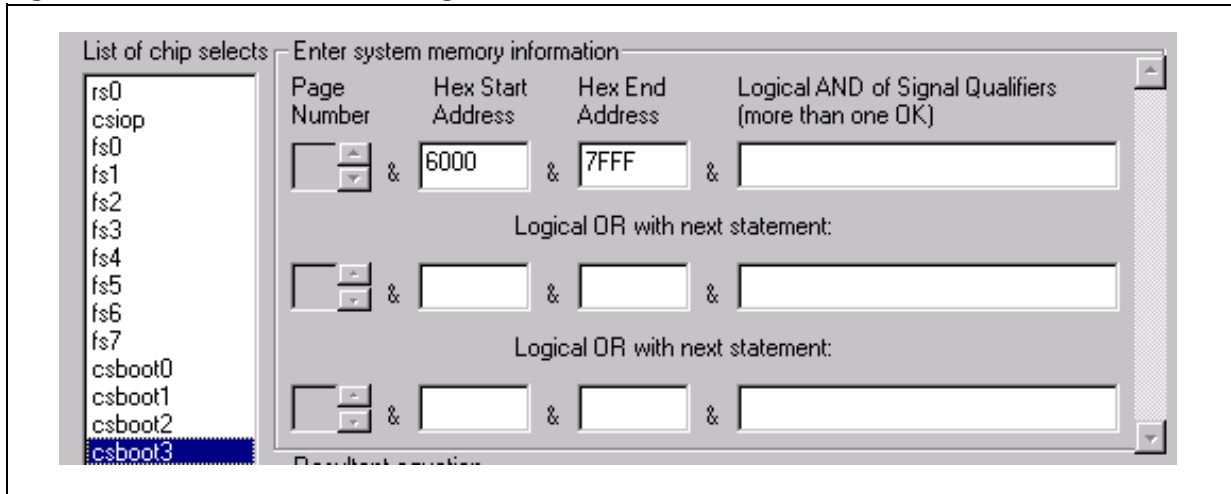 List of chip selects
rs0
csiop
fs0
fs1
fs2
fs3
fs4
fs5
fs6
fs7
csboot0
csboot1
csboot2
csboot3
Enter system memory information
Page Number
Hex Start Address
Hex End Address
Logical AND of Signal Qualifiers
(more than one OK)
& 6000 & 7FFF &
Logical OR with next statement:
& & &
Logical OR with next statement:
& & &